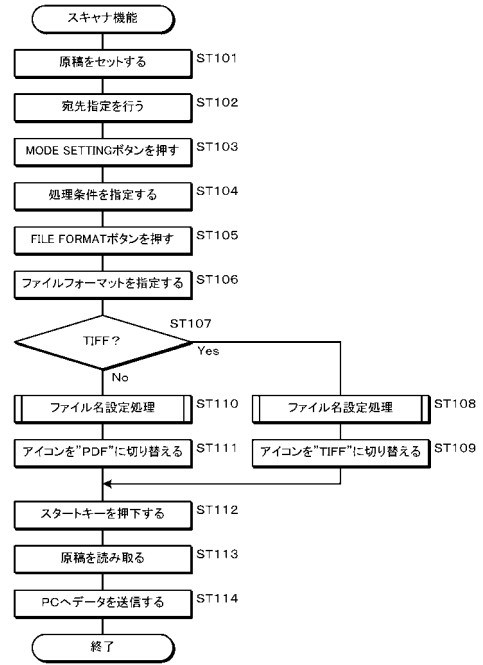 スキャナ機能
原稿をセットする ST101
宛先指定を行う ST102
MODE SETTINGボタンを押す ST103
処理条件を指定する ST104
FILE FORMATボタンを押す ST105
ファイルフォーマットを指定する ST106
ST107
TIFF？
Yes
No
ファイル名設定処理 ST110
ファイル名設定処理 ST108
アイコンを"PDF"に切り替える ST111
アイコンを"TIFF"に切り替える ST109
スタートキーを押下する ST112
原稿を読み取る ST113
PCへデータを送信する ST114
終了